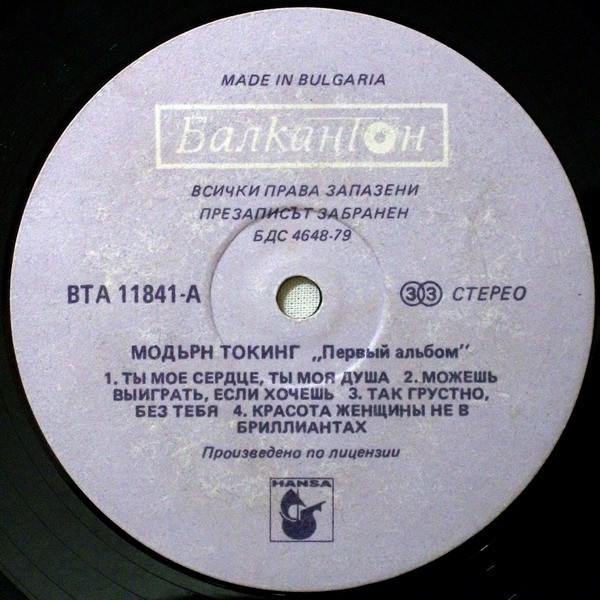 MADE IN BULGARIA
Балкантон
ВСИЧКИ ПРАВА ЗАПАЗЕНИ
ПРЕЗАПИСЪТ ЗАБРАНЕН
БДС 4648-79
ВТА 11841-А
33 СТЕРЕО
МОДЬРН ТОКИНГ „Первый альбом"
1. ТЫ МОЕ СЕРДЦЕ, ТЫ МОЯ ДУША 2. МОЖЕШЬ
ВЫИГРАТЬ, ЕСЛИ ХОЧЕШЬ 3. ТАК ГРУСТНО,
БЕЗ ТЕБЯ 4. КРАСОТА ЖЕНЩИНЫ НЕ В
БРИЛЛИАНТАХ
Произведено по лицензии
HANSA